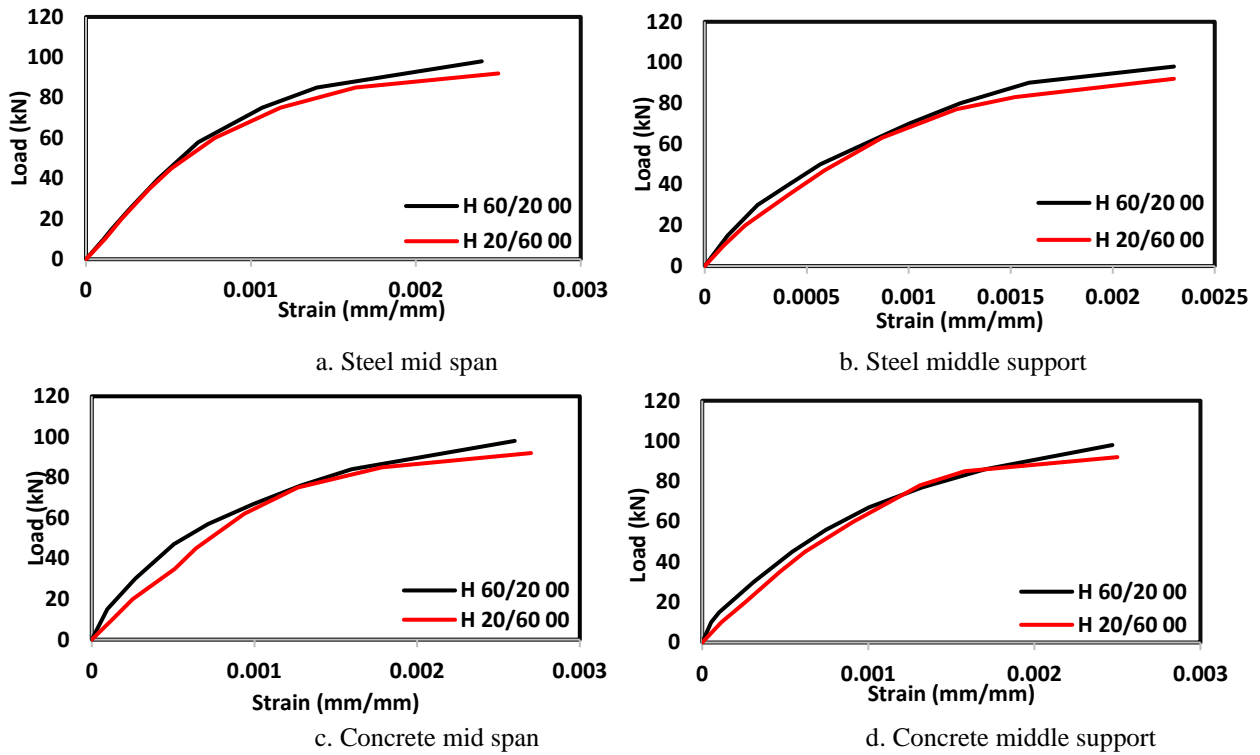 120
100
80
60
40
20
0
Load (kN)
H 60/20 00
H 20/60 00
0 0.001 0.002 0.003
Strain (mm/mm)
a. Steel mid span
120
100
80
60
40
20
0
Load (kN)
H 60/20 00
H 20/60 00
0 0.0005 0.001 0.0015 0.002 0.0025
Strain (mm/mm)
b. Steel middle support
120
100
80
60
40
20
0
Load (kN)
H 60/20 00
H 20/60 00
0 0.001 0.002 0.003
Strain (mm/mm)
c. Concrete mid span
120
100
80
60
40
20
0
Load (kN)
H 60/20 00
H 20/60 00
0 0.001 0.002 0.003
Strain (mm/mm)
d. Concrete middle support